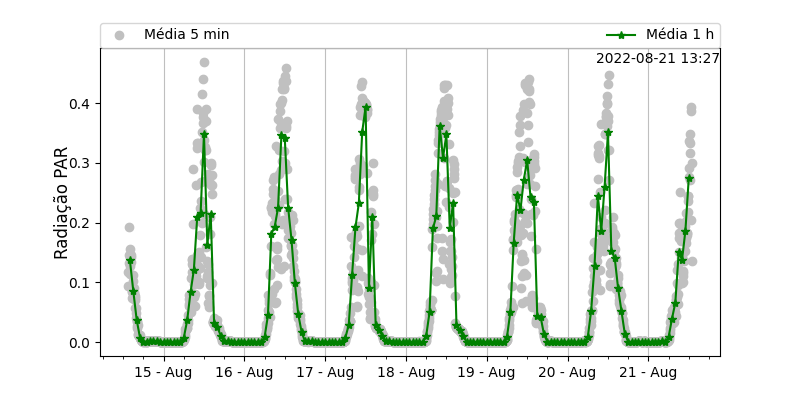 Média 5 min
Média 1 h
2022-08-21 13:27
Radiação PAR
0.4
0.3
0.2
0.1
0.0
15 - Aug
16 - Aug
17 - Aug
18 - Aug
19 - Aug
20 - Aug
21 - Aug